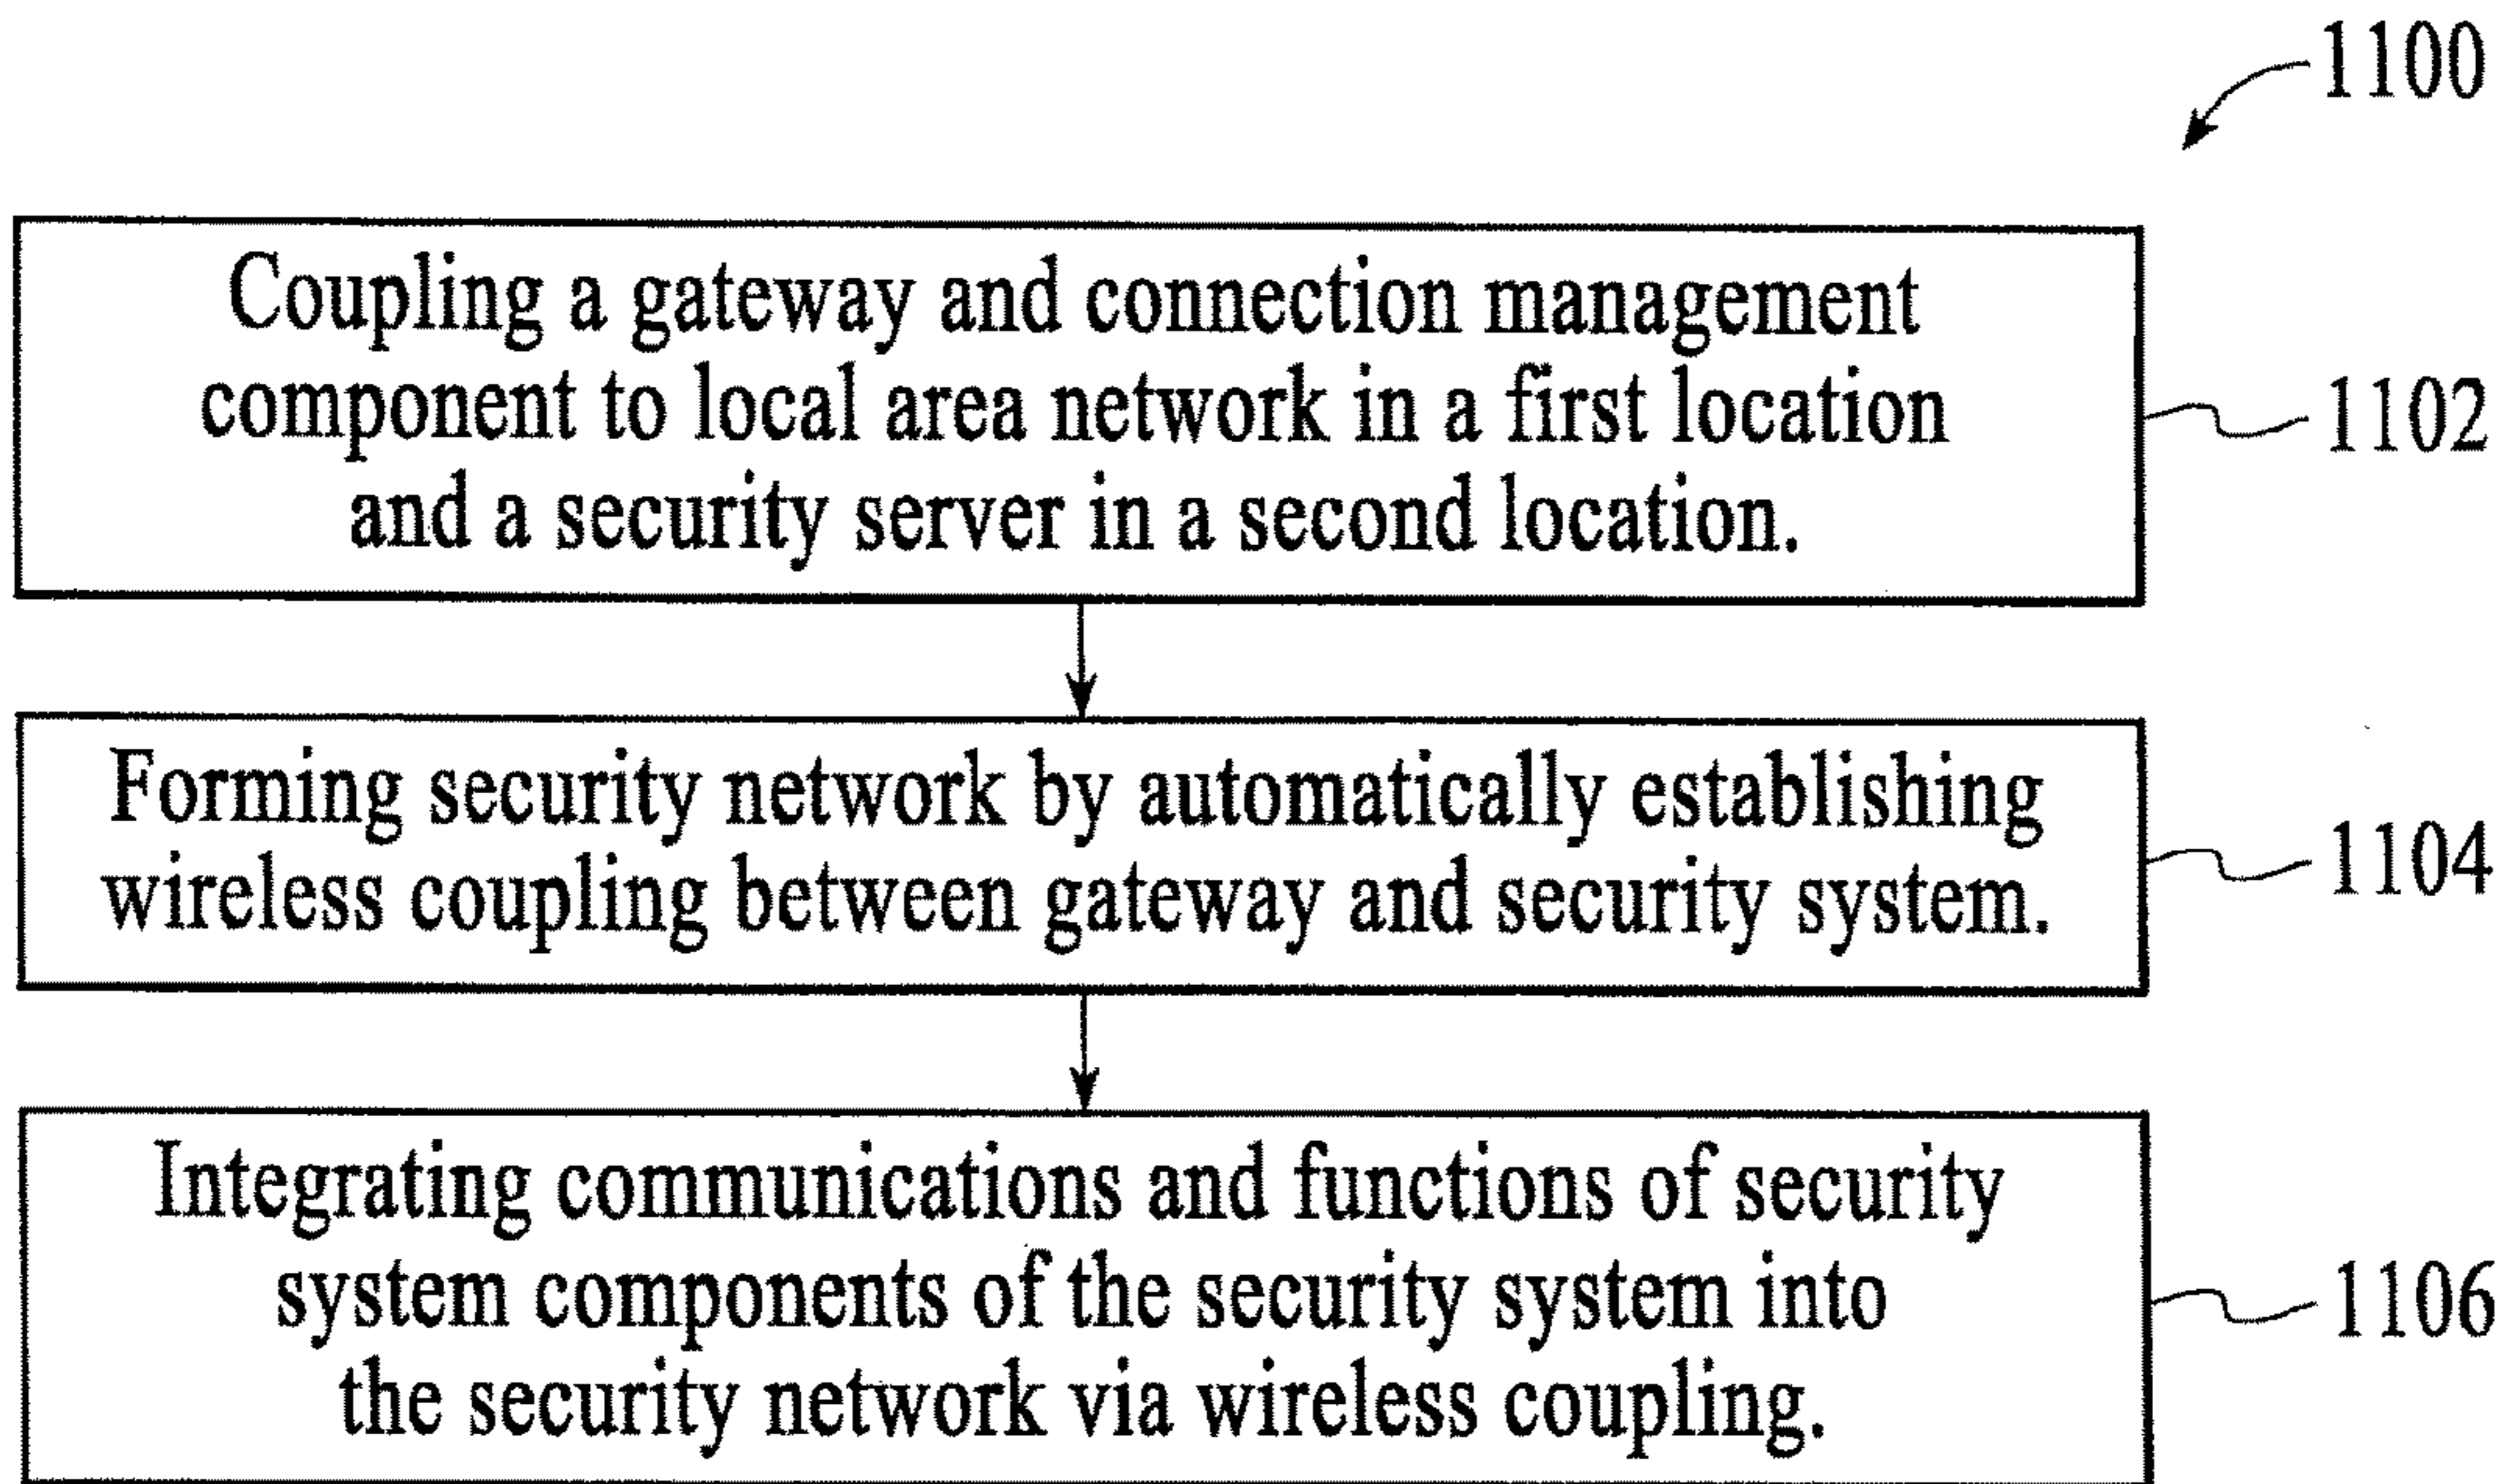 1100
Coupling a gateway and connection management
component to local area network in a first location
and a security server in a second location.
1102
Forming security network by automatically establishing
wireless coupling between gateway and security system.
1104
Integrating communications and functions of security
system components of the security system into
the security network via wireless coupling.
1106